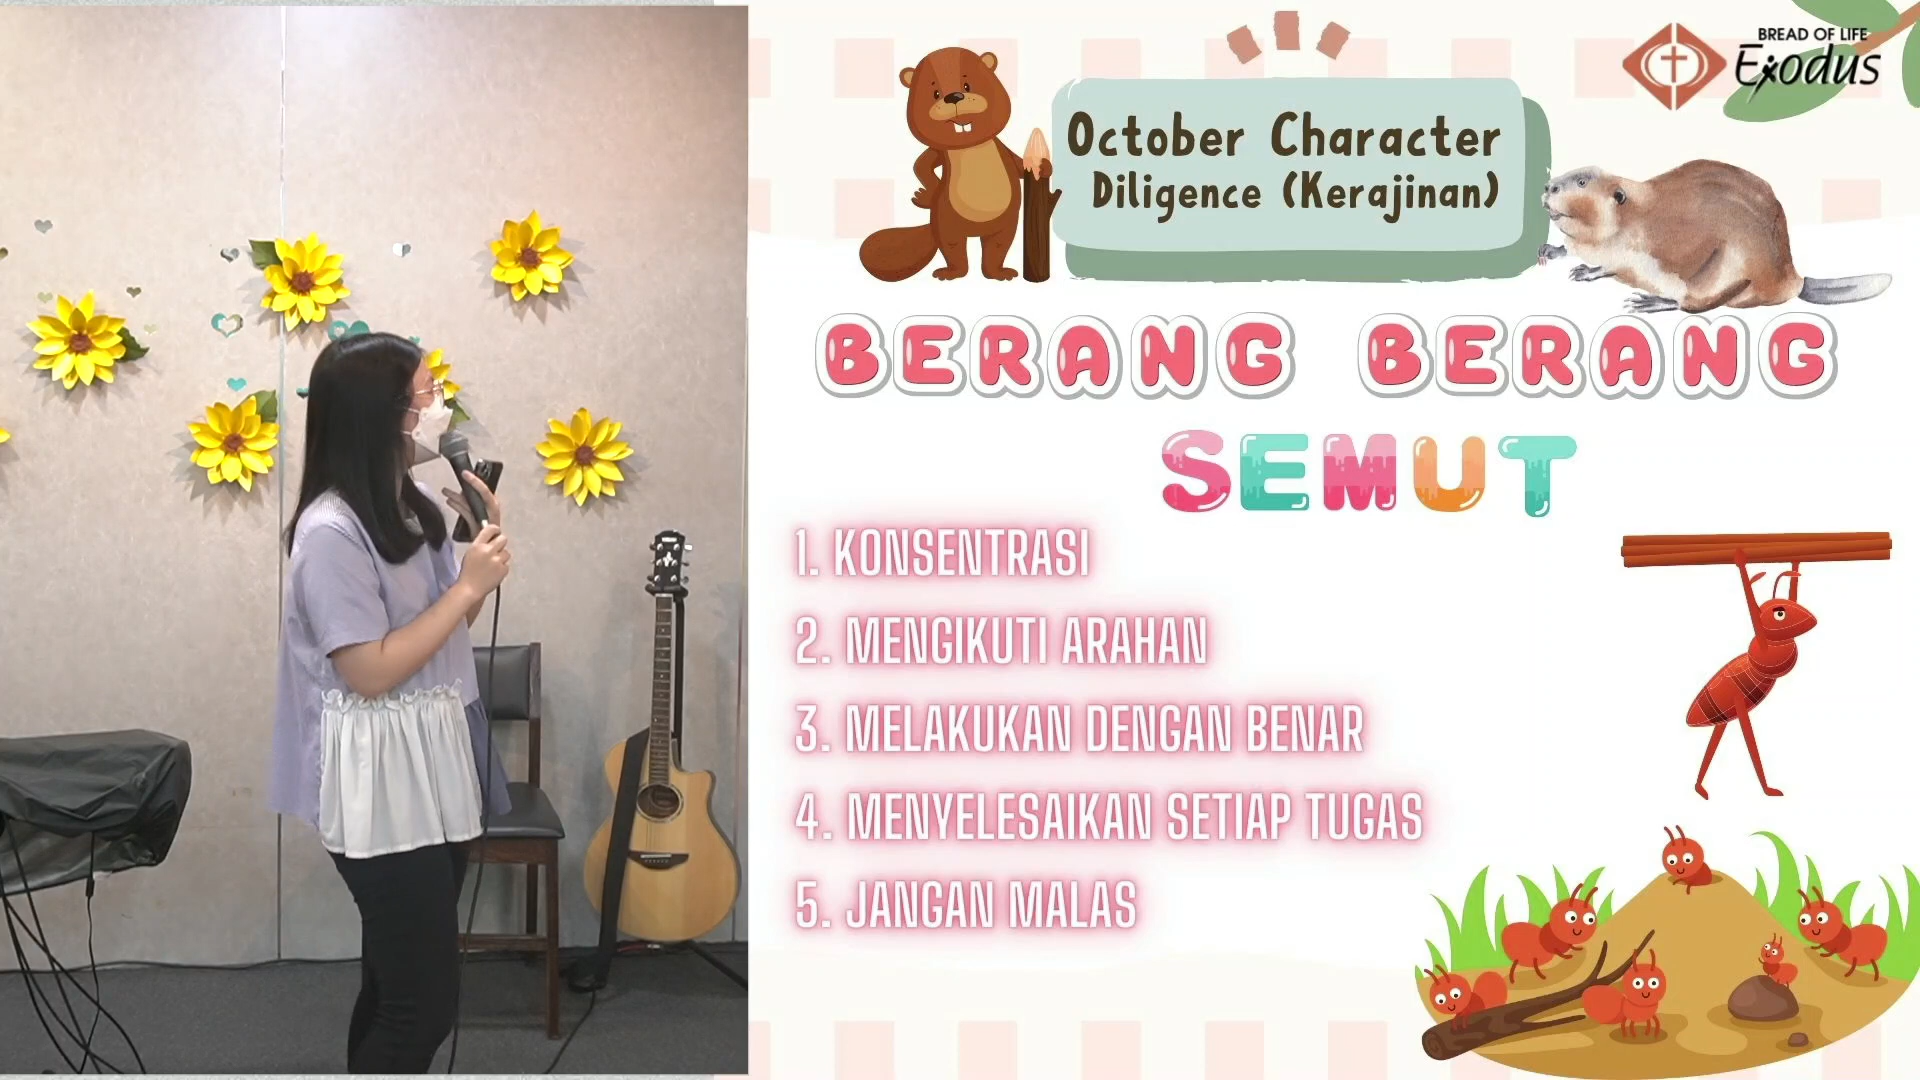 BREAD OF LIFE
Exodus
October Character
Diligence (Kerajinan)
BERANG BERANG
SEMUT
1. KONSENTRASI
2. MENGIKUTI ARAHAN
3. MELAKUKAN DENGAN BENAR
4. MENYELESAIKAN SETIAP TUGAS
5. JANGAN MALAS